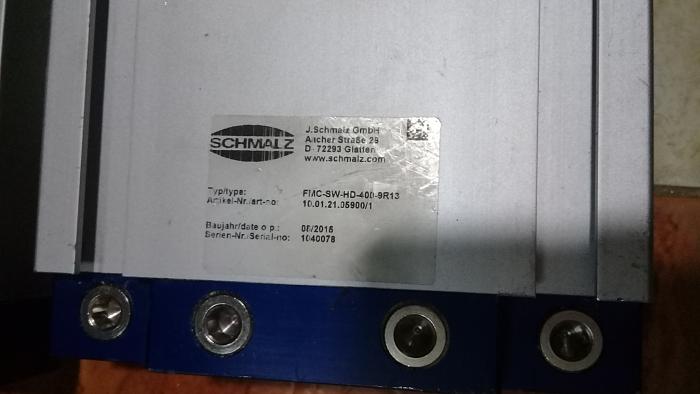 SCHMALZ
J.Schmalz GmbH
Aacher Straße 29
D- 72293 Glatten
www.schmalz.com
Typ/type: FMC-SW-HD-400-9R13
Artikel-Nr./art-no: 10.01.21.05900/1
Baujahr/date o p.: 08/2015
Serien-Nr./Serial-no: 1040078